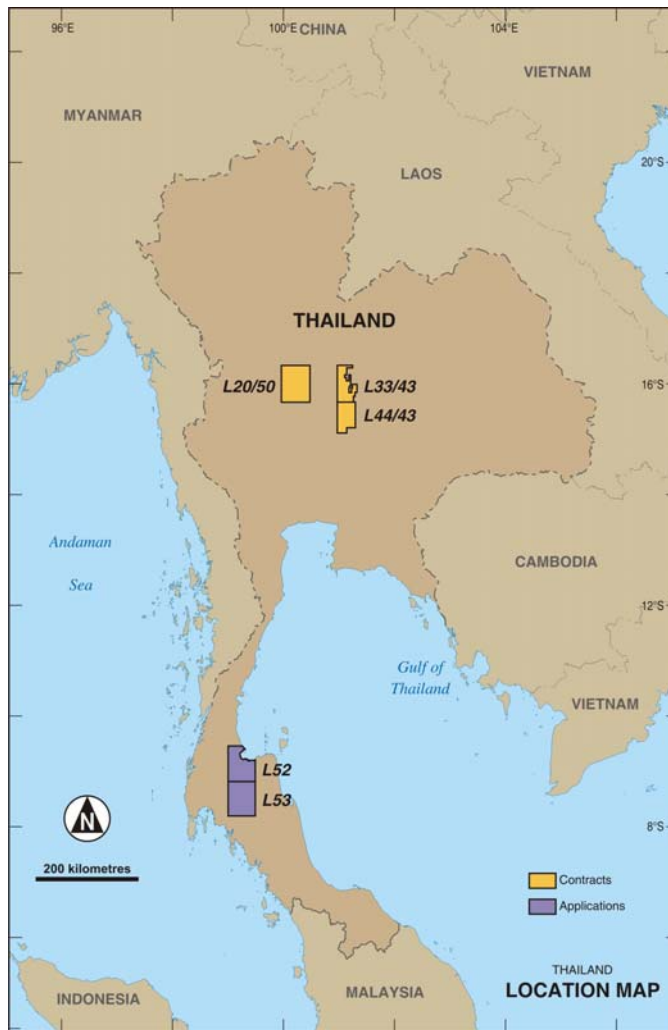 96°E
100°E
104°E
CHINA
VIETNAM
MYANMAR
20°S
LAOS
THAILAND
L20/50
L33/43
16°S
L44/43
Andaman
Sea
CAMBODIA
12°S
Gulf of
Thailand
VIETNAM
L52
L53
N
8°S
200 kilometres
Contracts
Applications
THAILAND
LOCATION MAP
INDONESIA
MALAYSIA